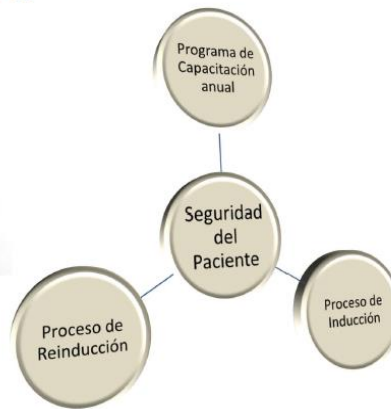 Programa de
Capacitación
anual
Seguridad
del
Paciente
Proceso de
Reinducción
Proceso de
Inducción